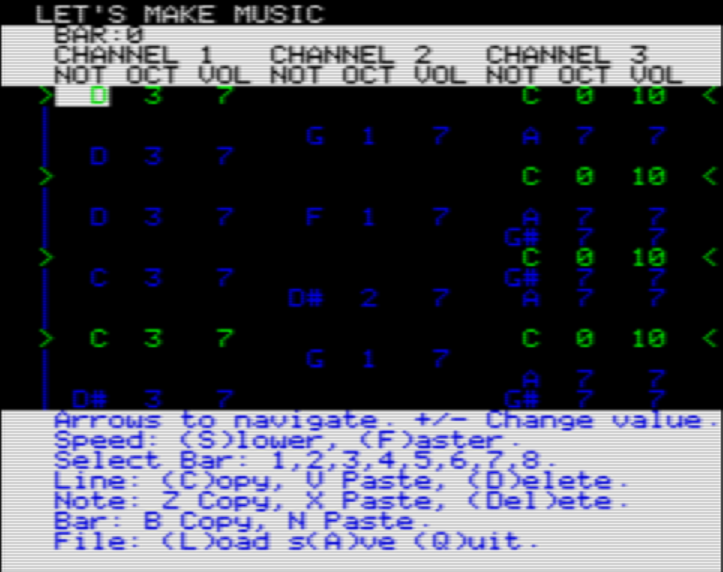 LET'S MAKE MUSIC
BAR:0
CHANNEL 1 CHANNEL 2 CHANNEL 3
NOT OCT VOL NOT OCT VOL NOT OCT VOL
> D 3 7 C 0 10 <
G 1 7 A 7 7
D 3 7
> C 0 10 <
D 3 7 F 1 7 A 7 7
G# 7 7
> C 0 10 <
C 3 7 G# 7 7
D# 2 7 A 7 7
> C 3 7 C 0 10 <
G 1 7
A 7 7
D# 3 7 G# 7 7
Arrows to navigate. +/- Change value.
Speed: (S)lower, (F)aster.
Select Bar: 1,2,3,4,5,6,7,8.
Line: (C)opy, V Paste, (D)elete.
Note: Z Copy, X Paste, (Del)ete.
Bar: B Copy, N Paste.
File: (L)oad s(A)ve (Q)uit.